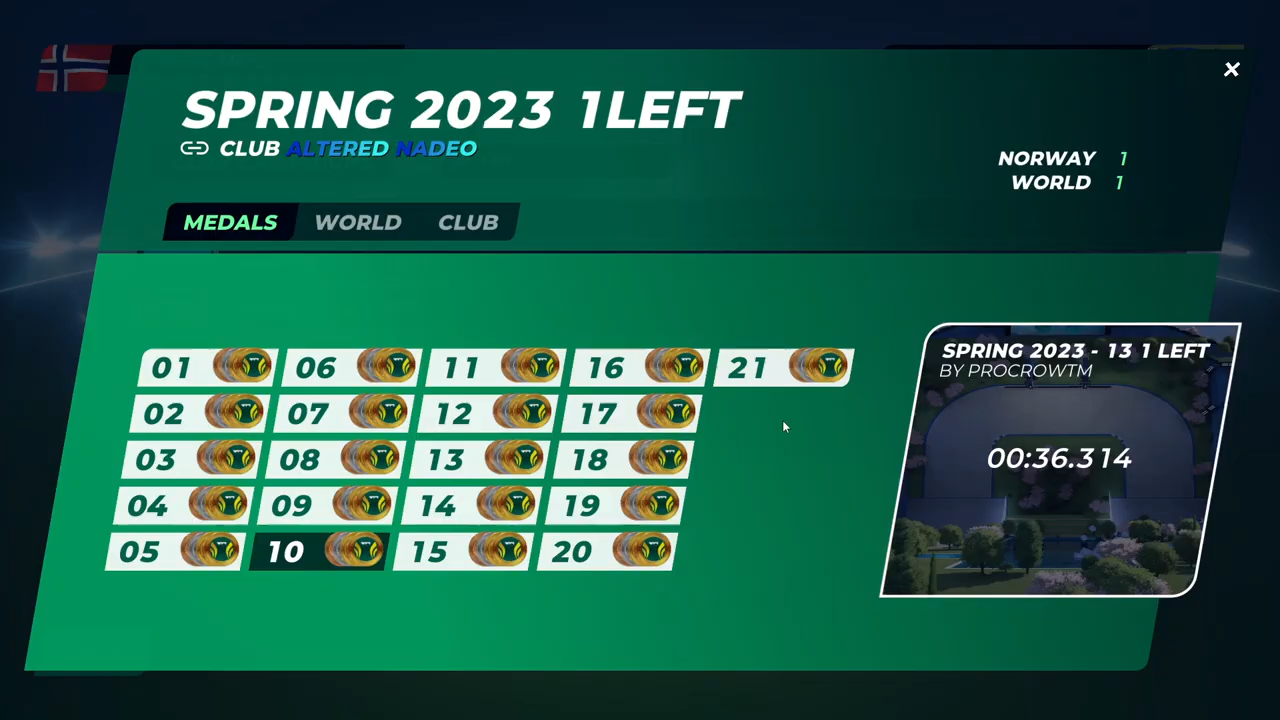 SPRING 2023 1LEFT
CLUB ALTERED NADEO
NORWAY 1
WORLD 1
MEDALS WORLD CLUB
01 06 11 16 21
02 07 12 17
03 08 13 18
04 09 14 19
05 10 15 20
SPRING 2023 - 13 1 LEFT
BY PROCROWTM
00:36.314